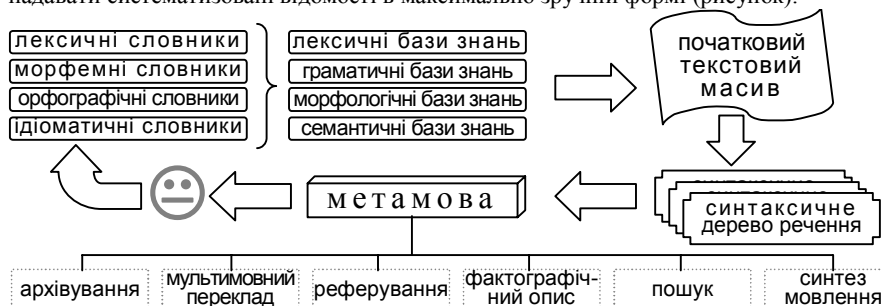 надавати систематизовані відомості в максимально зручній формі (рисунок).
лексичні словники
морфемні словники
орфографічні словники
ідіоматичні словники
лексичні бази знань
граматичні бази знань
морфологічні бази знань
семантичні бази знань
початковий
текстовий
масив
синтаксичне
дерево речення
метамова
архівування
мультимовний
переклад
реферування
фактографіч-
ний опис
пошук
синтез
мовлення